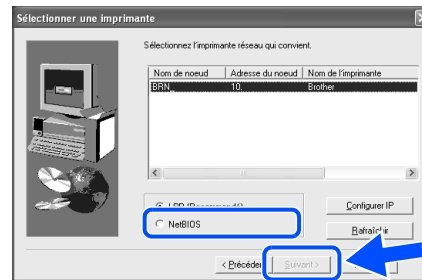 Sélectionner une imprimante
Sélectionnez l'imprimante réseau qui convient.
Nom de noeud Adresse du noeud Nom de l'imprimante
BRN_ 10. Brother
LPR (Recommandé)
Configurer IP
NetBIOS
Rafraîchir
< Précéden
Suivant >